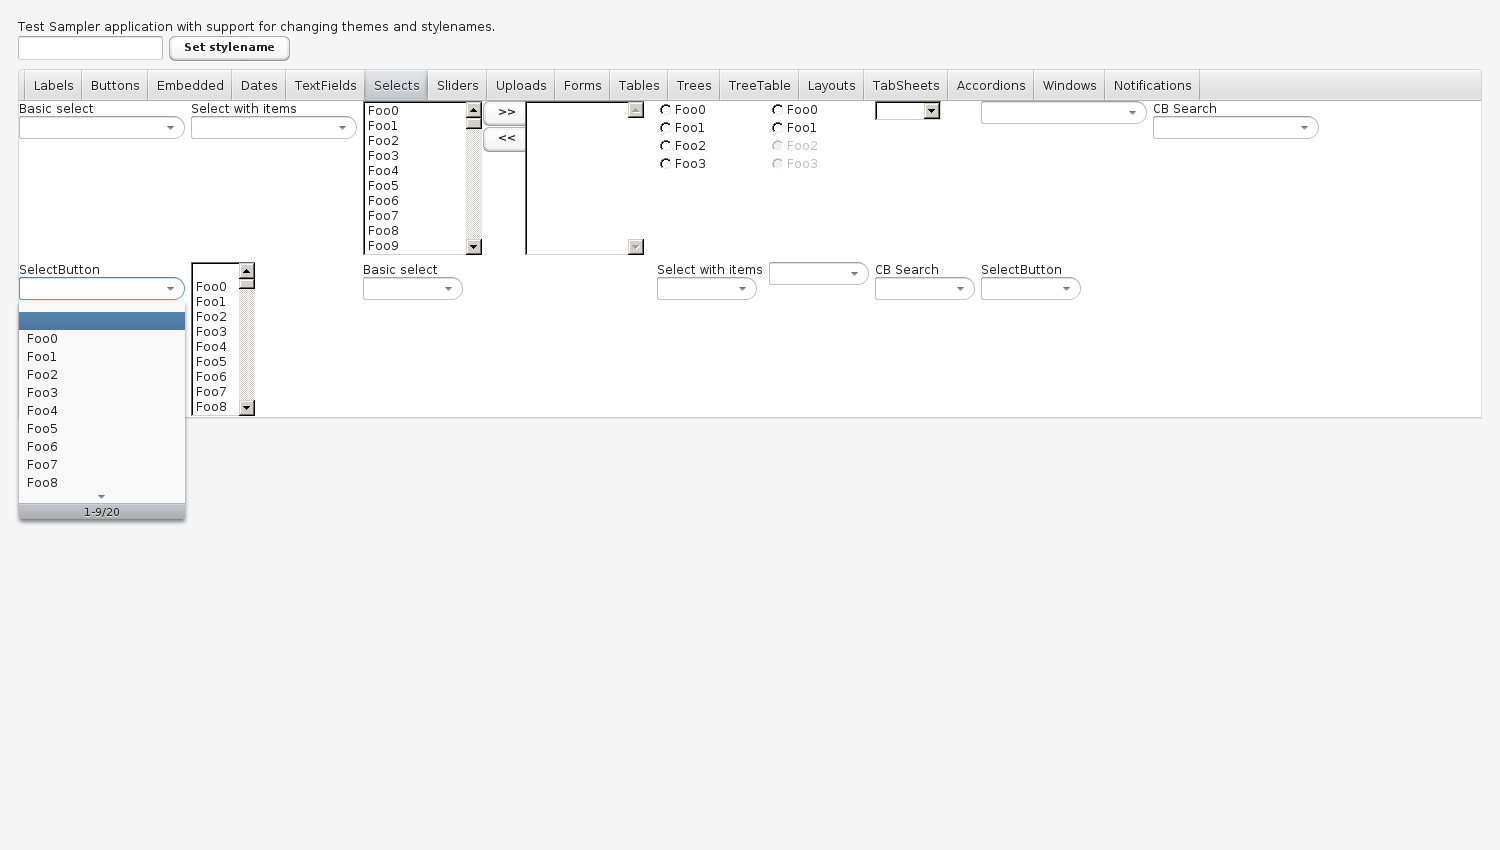 Test Sampler application with support for changing themes and stylenames.
Set stylename
Labels Buttons Embedded Dates TextFields Selects Sliders Uploads Forms Tables Trees TreeTable Layouts TabSheets Accordions Windows Notifications
Basic select
Select with items
Foo0
Foo1
Foo2
Foo3
Foo4
Foo5
Foo6
Foo7
Foo8
Foo9
>>
<<
Foo0
Foo1
Foo2
Foo3
Foo0
Foo1
Foo2
Foo3
CB Search
SelectButton
Foo0
Foo1
Foo2
Foo3
Foo4
Foo5
Foo6
Foo7
Foo8
1-9/20
Foo0
Foo1
Foo2
Foo3
Foo4
Foo5
Foo6
Foo7
Foo8
Basic select
Select with items
CB Search
SelectButton